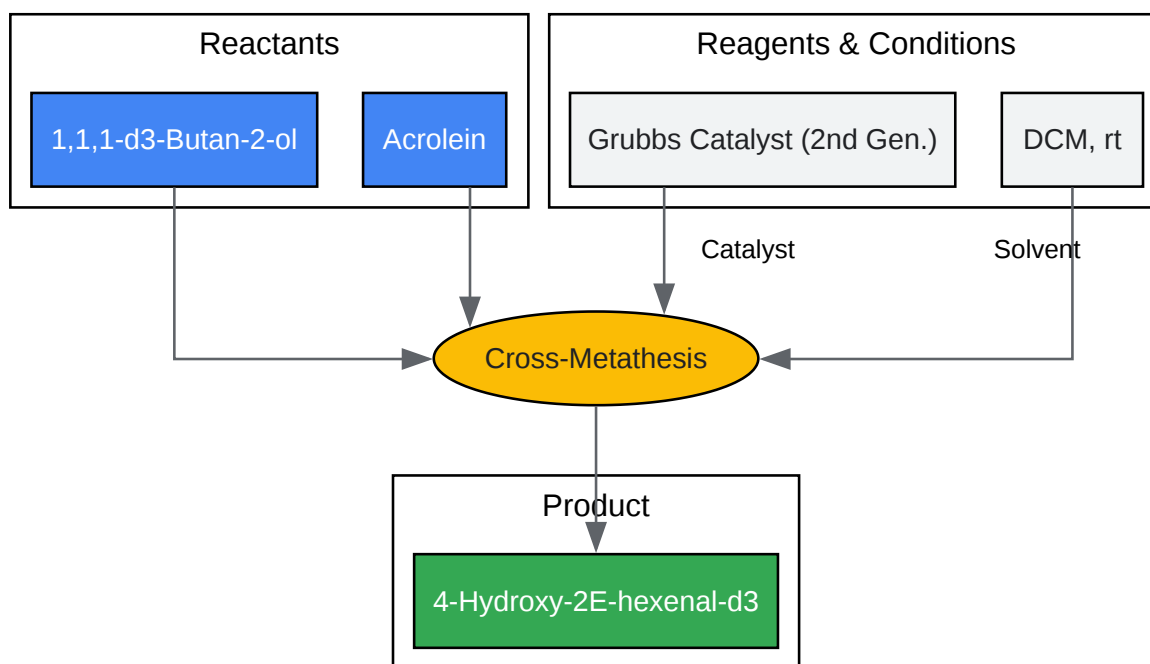 Reactants
Reagents & Conditions
1,1,1-d3-Butan-2-ol
Acrolein
Grubbs Catalyst (2nd Gen.)
DCM, rt
Catalyst
Solvent
Cross-Metathesis
Product
4-Hydroxy-2E-hexenal-d3